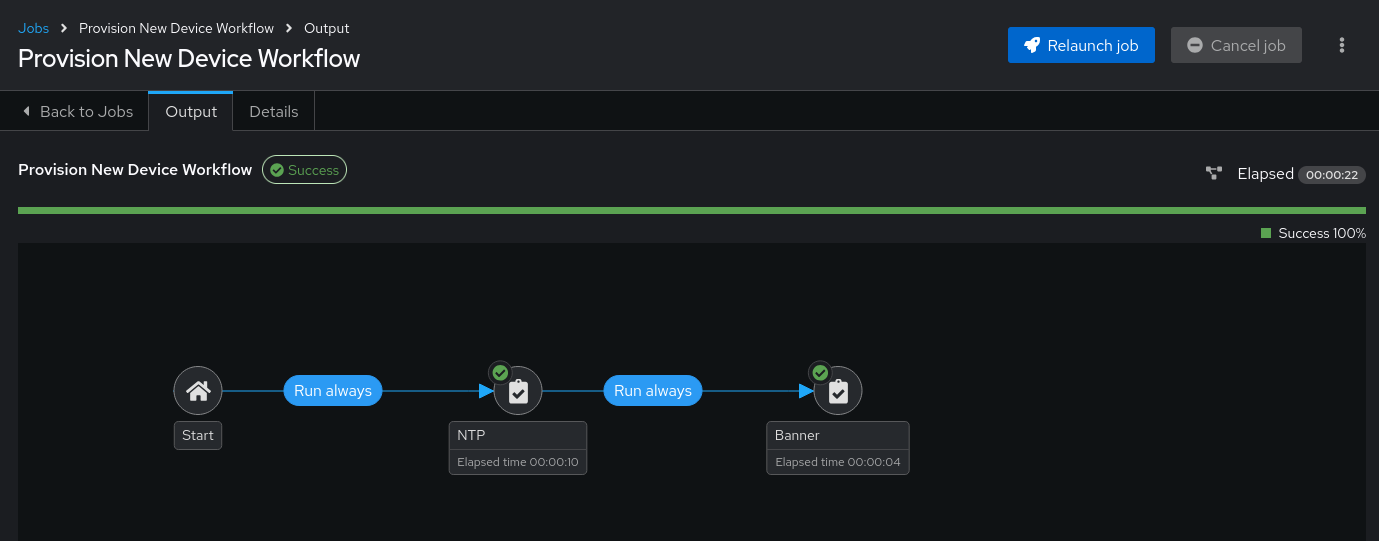 Jobs > Provision New Device Workflow > Output
Provision New Device Workflow
Relaunch job
Cancel job
Back to Jobs
Output
Details
Provision New Device Workflow
Success
Elapsed 00:00:22
Success 100%
Run always
Run always
Start
NTP
Elapsed time 00:00:10
Banner
Elapsed time 00:00:04